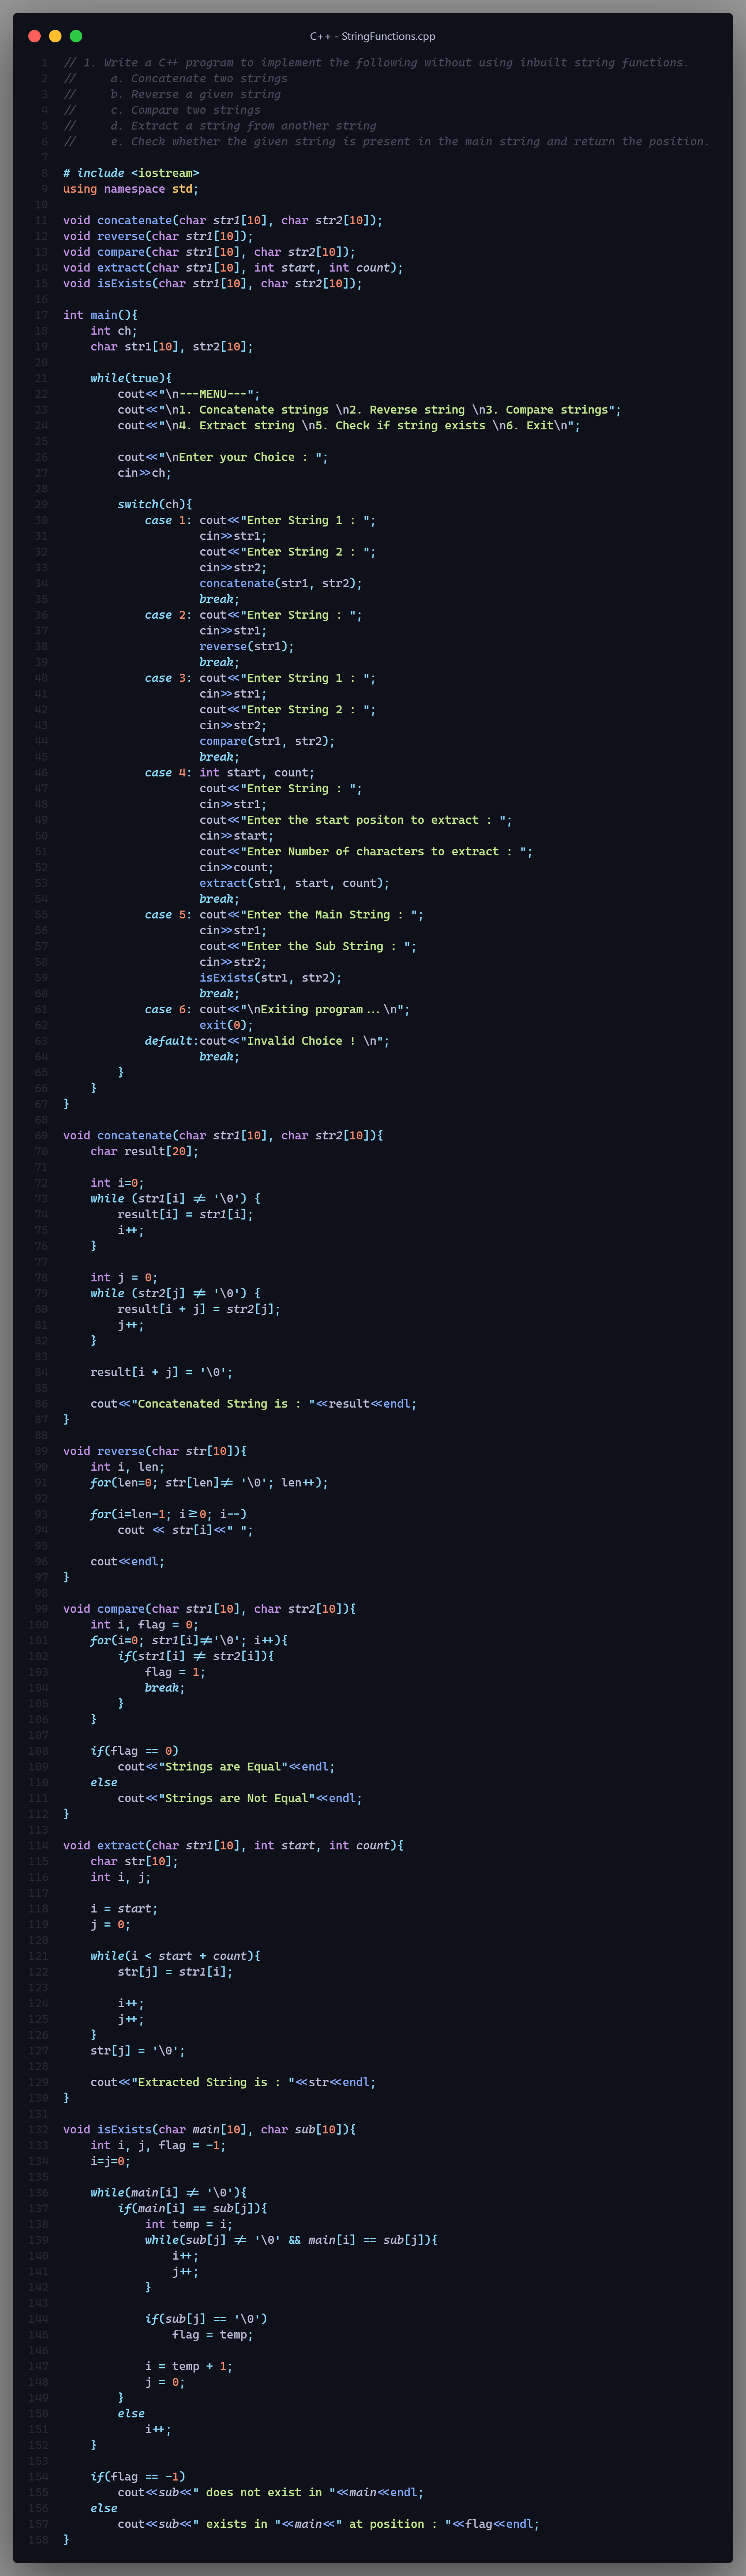 C++ - StringFunctions.cpp
1 // 1. Write a C++ program to implement the following without using inbuilt string functions.
2 //     a. Concatenate two strings
3 //     b. Reverse a given string
4 //     c. Compare two strings
5 //     d. Extract a string from another string
6 //     e. Check whether the given string is present in the main string and return the position.
7
8 # include <iostream>
9 using namespace std;
10
11 void concatenate(char str1[10], char str2[10]);
12 void reverse(char str1[10]);
13 void compare(char str1[10], char str2[10]);
14 void extract(char str1[10], int start, int count);
15 void isExists(char str1[10], char str2[10]);
16
17 int main(){
18     int ch;
19     char str1[10], str2[10];
20
21     while(true){
22         cout<<"\n---MENU---";
23         cout<<"\n1. Concatenate strings \n2. Reverse string \n3. Compare strings";
24         cout<<"\n4. Extract string \n5. Check if string exists \n6. Exit\n";
25
26         cout<<"\nEnter your Choice : ";
27         cin>>ch;
28
29         switch(ch){
30             case 1: cout<<"Enter String 1 : ";
31                     cin>>str1;
32                     cout<<"Enter String 2 : ";
33                     cin>>str2;
34                     concatenate(str1, str2);
35                     break;
36             case 2: cout<<"Enter String : ";
37                     cin>>str1;
38                     reverse(str1);
39                     break;
40             case 3: cout<<"Enter String 1 : ";
41                     cin>>str1;
42                     cout<<"Enter String 2 : ";
43                     cin>>str2;
44                     compare(str1, str2);
45                     break;
46             case 4: int start, count;
47                     cout<<"Enter String : ";
48                     cin>>str1;
49                     cout<<"Enter the start positon to extract : ";
50                     cin>>start;
51                     cout<<"Enter Number of characters to extract : ";
52                     cin>>count;
53                     extract(str1, start, count);
54                     break;
55             case 5: cout<<"Enter the Main String : ";
56                     cin>>str1;
57                     cout<<"Enter the Sub String : ";
58                     cin>>str2;
59                     isExists(str1, str2);
60                     break;
61             case 6: cout<<"\nExiting program...\n";
62                     exit(0);
63             default:cout<<"Invalid Choice ! \n";
64                     break;
65         }
66     }
67 }
68
69 void concatenate(char str1[10], char str2[10]){
70     char result[20];
71
72     int i=0;
73     while (str1[i] != '\0') {
74         result[i] = str1[i];
75         i++;
76     }
77
78     int j = 0;
79     while (str2[j] != '\0') {
80         result[i + j] = str2[j];
81         j++;
82     }
83
84     result[i + j] = '\0';
85
86     cout<<"Concatenated String is : "<<result<<endl;
87 }
88
89 void reverse(char str[10]){
90     int i, len;
91     for(len=0; str[len]!= '\0'; len++);
92
93     for(i=len-1; i>=0; i--)
94         cout << str[i]<<" ";
95
96     cout<<endl;
97 }
98
99 void compare(char str1[10], char str2[10]){
100     int i, flag = 0;
101     for(i=0; str1[i]!='\0'; i++){
102         if(str1[i] != str2[i]){
103             flag = 1;
104             break;
105         }
106     }
107
108     if(flag == 0)
109         cout<<"Strings are Equal"<<endl;
110     else
111         cout<<"Strings are Not Equal"<<endl;
112 }
113
114 void extract(char str1[10], int start, int count){
115     char str[10];
116     int i, j;
117
118     i = start;
119     j = 0;
120
121     while(i < start + count){
122         str[j] = str1[i];
123
124         i++;
125         j++;
126     }
127     str[j] = '\0';
128
129     cout<<"Extracted String is : "<<str<<endl;
130 }
131
132 void isExists(char main[10], char sub[10]){
133     int i, j, flag = -1;
134     i=j=0;
135
136     while(main[i] != '\0'){
137         if(main[i] == sub[j]){
138             int temp = i;
139             while(sub[j] != '\0' && main[i] == sub[j]){
140                 i++;
141                 j++;
142             }
143
144             if(sub[j] == '\0')
145                 flag = temp;
146
147             i = temp + 1;
148             j = 0;
149         }
150         else
151             i++;
152     }
153
154     if(flag == -1)
155         cout<<sub<<" does not exist in "<<main<<endl;
156     else
157         cout<<sub<<" exists in "<<main<<" at position : "<<flag<<endl;
158 }